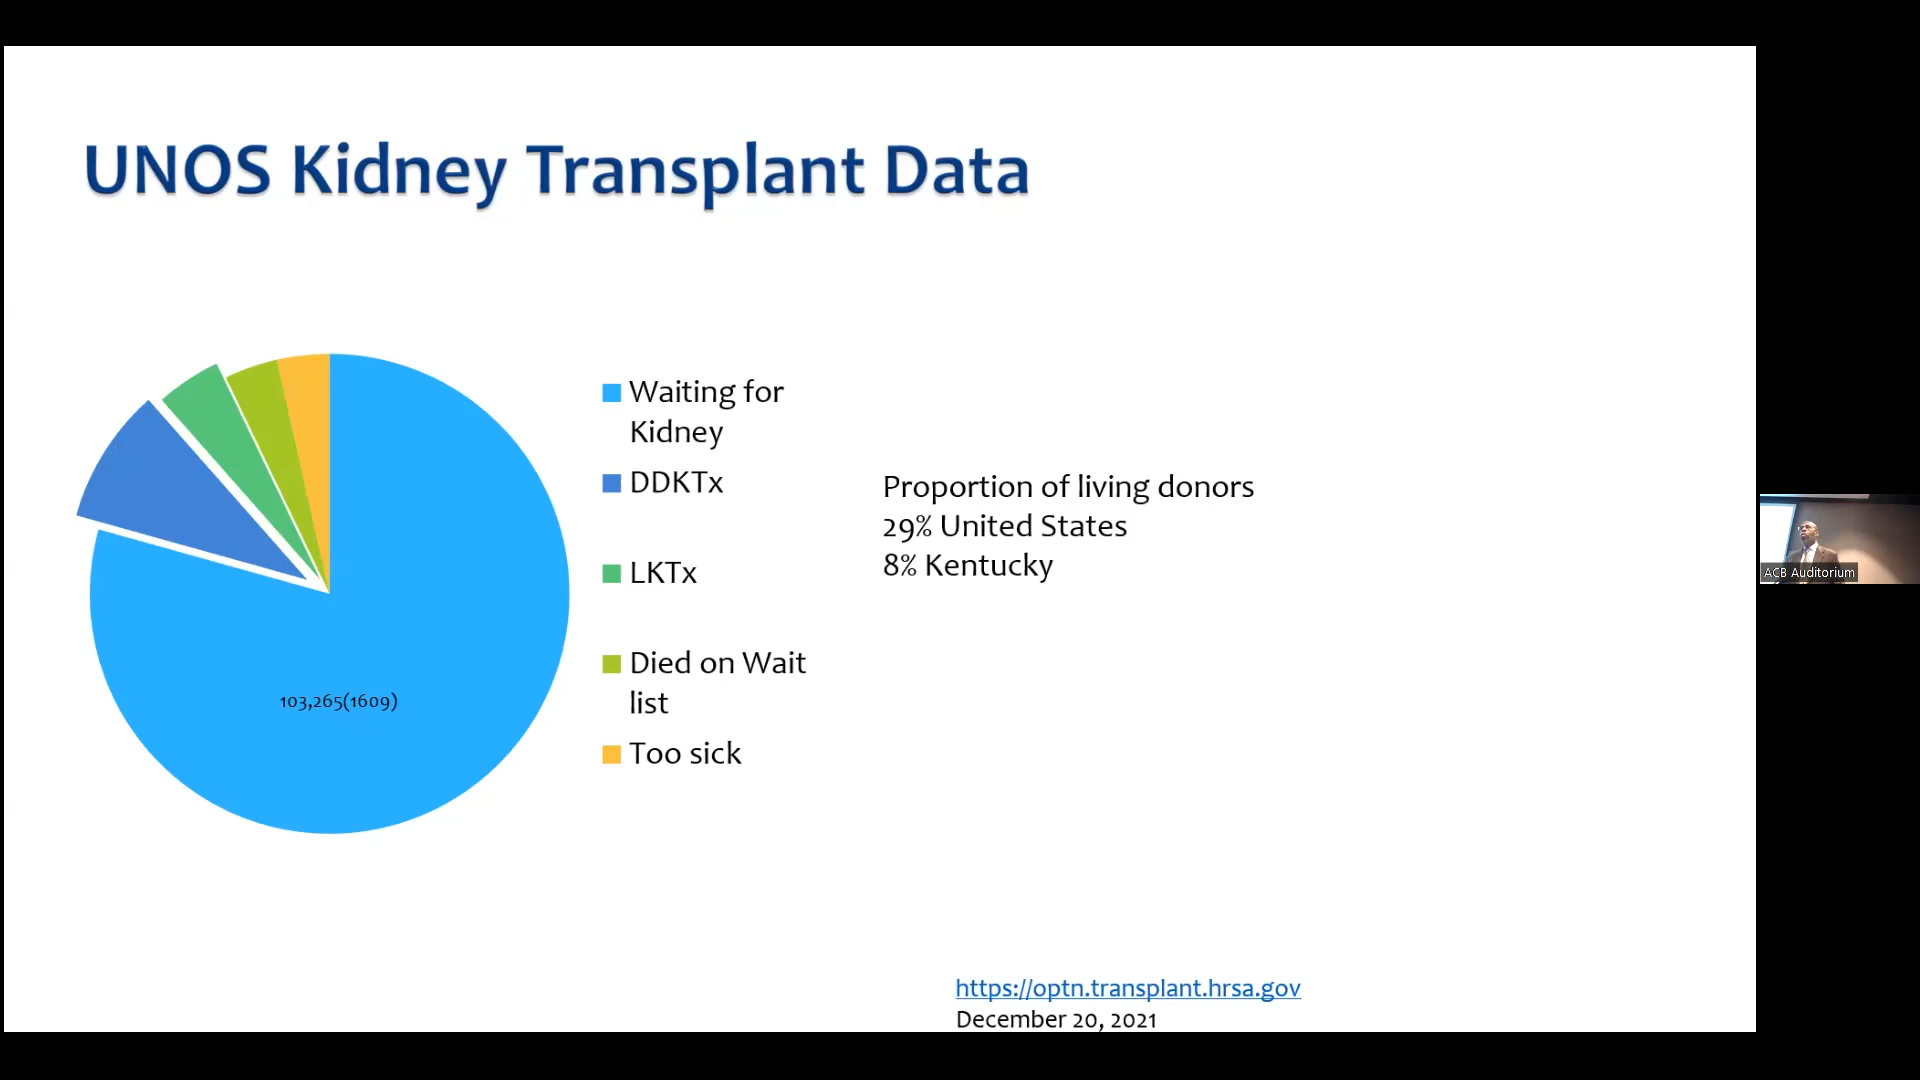 UNOS Kidney Transplant Data
Waiting for
Kidney
DDKTx
LKTx
Died on Wait
list
Too sick
103,265(1609)
Proportion of living donors
29% United States
8% Kentucky
https://optn.transplant.hrsa.gov
December 20, 2021
ACB Auditorium